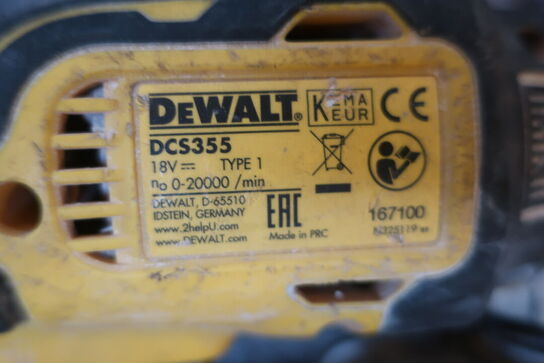 DEWALT®
KEMA
KEUR
CE
DCS355
18V⎓ TYPE 1
n₀ 0-20000 /min
DEWALT, D-65510
IDSTEIN, GERMANY
www.2helpU.com
www.DEWALT.com
EAC
Made in PRC
167100
N325119